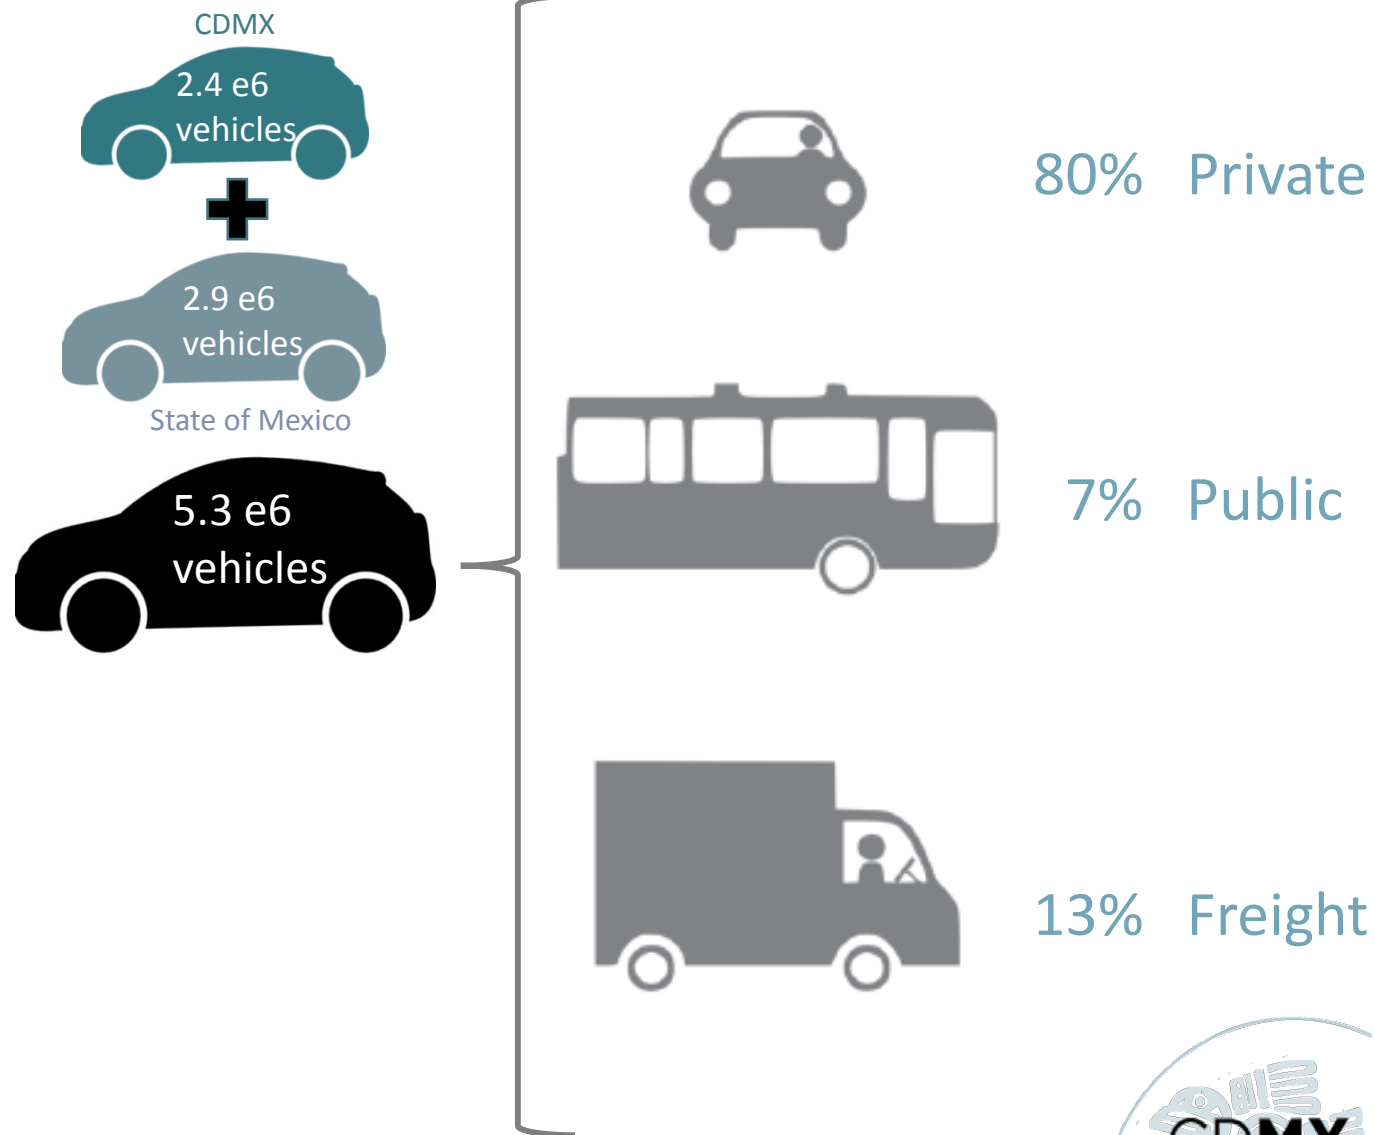 CDMX
2.4 e6
vehicles
2.9 e6
vehicles
State of Mexico
5.3 e6
vehicles
80% Private
7% Public
13% Freight
CDMX